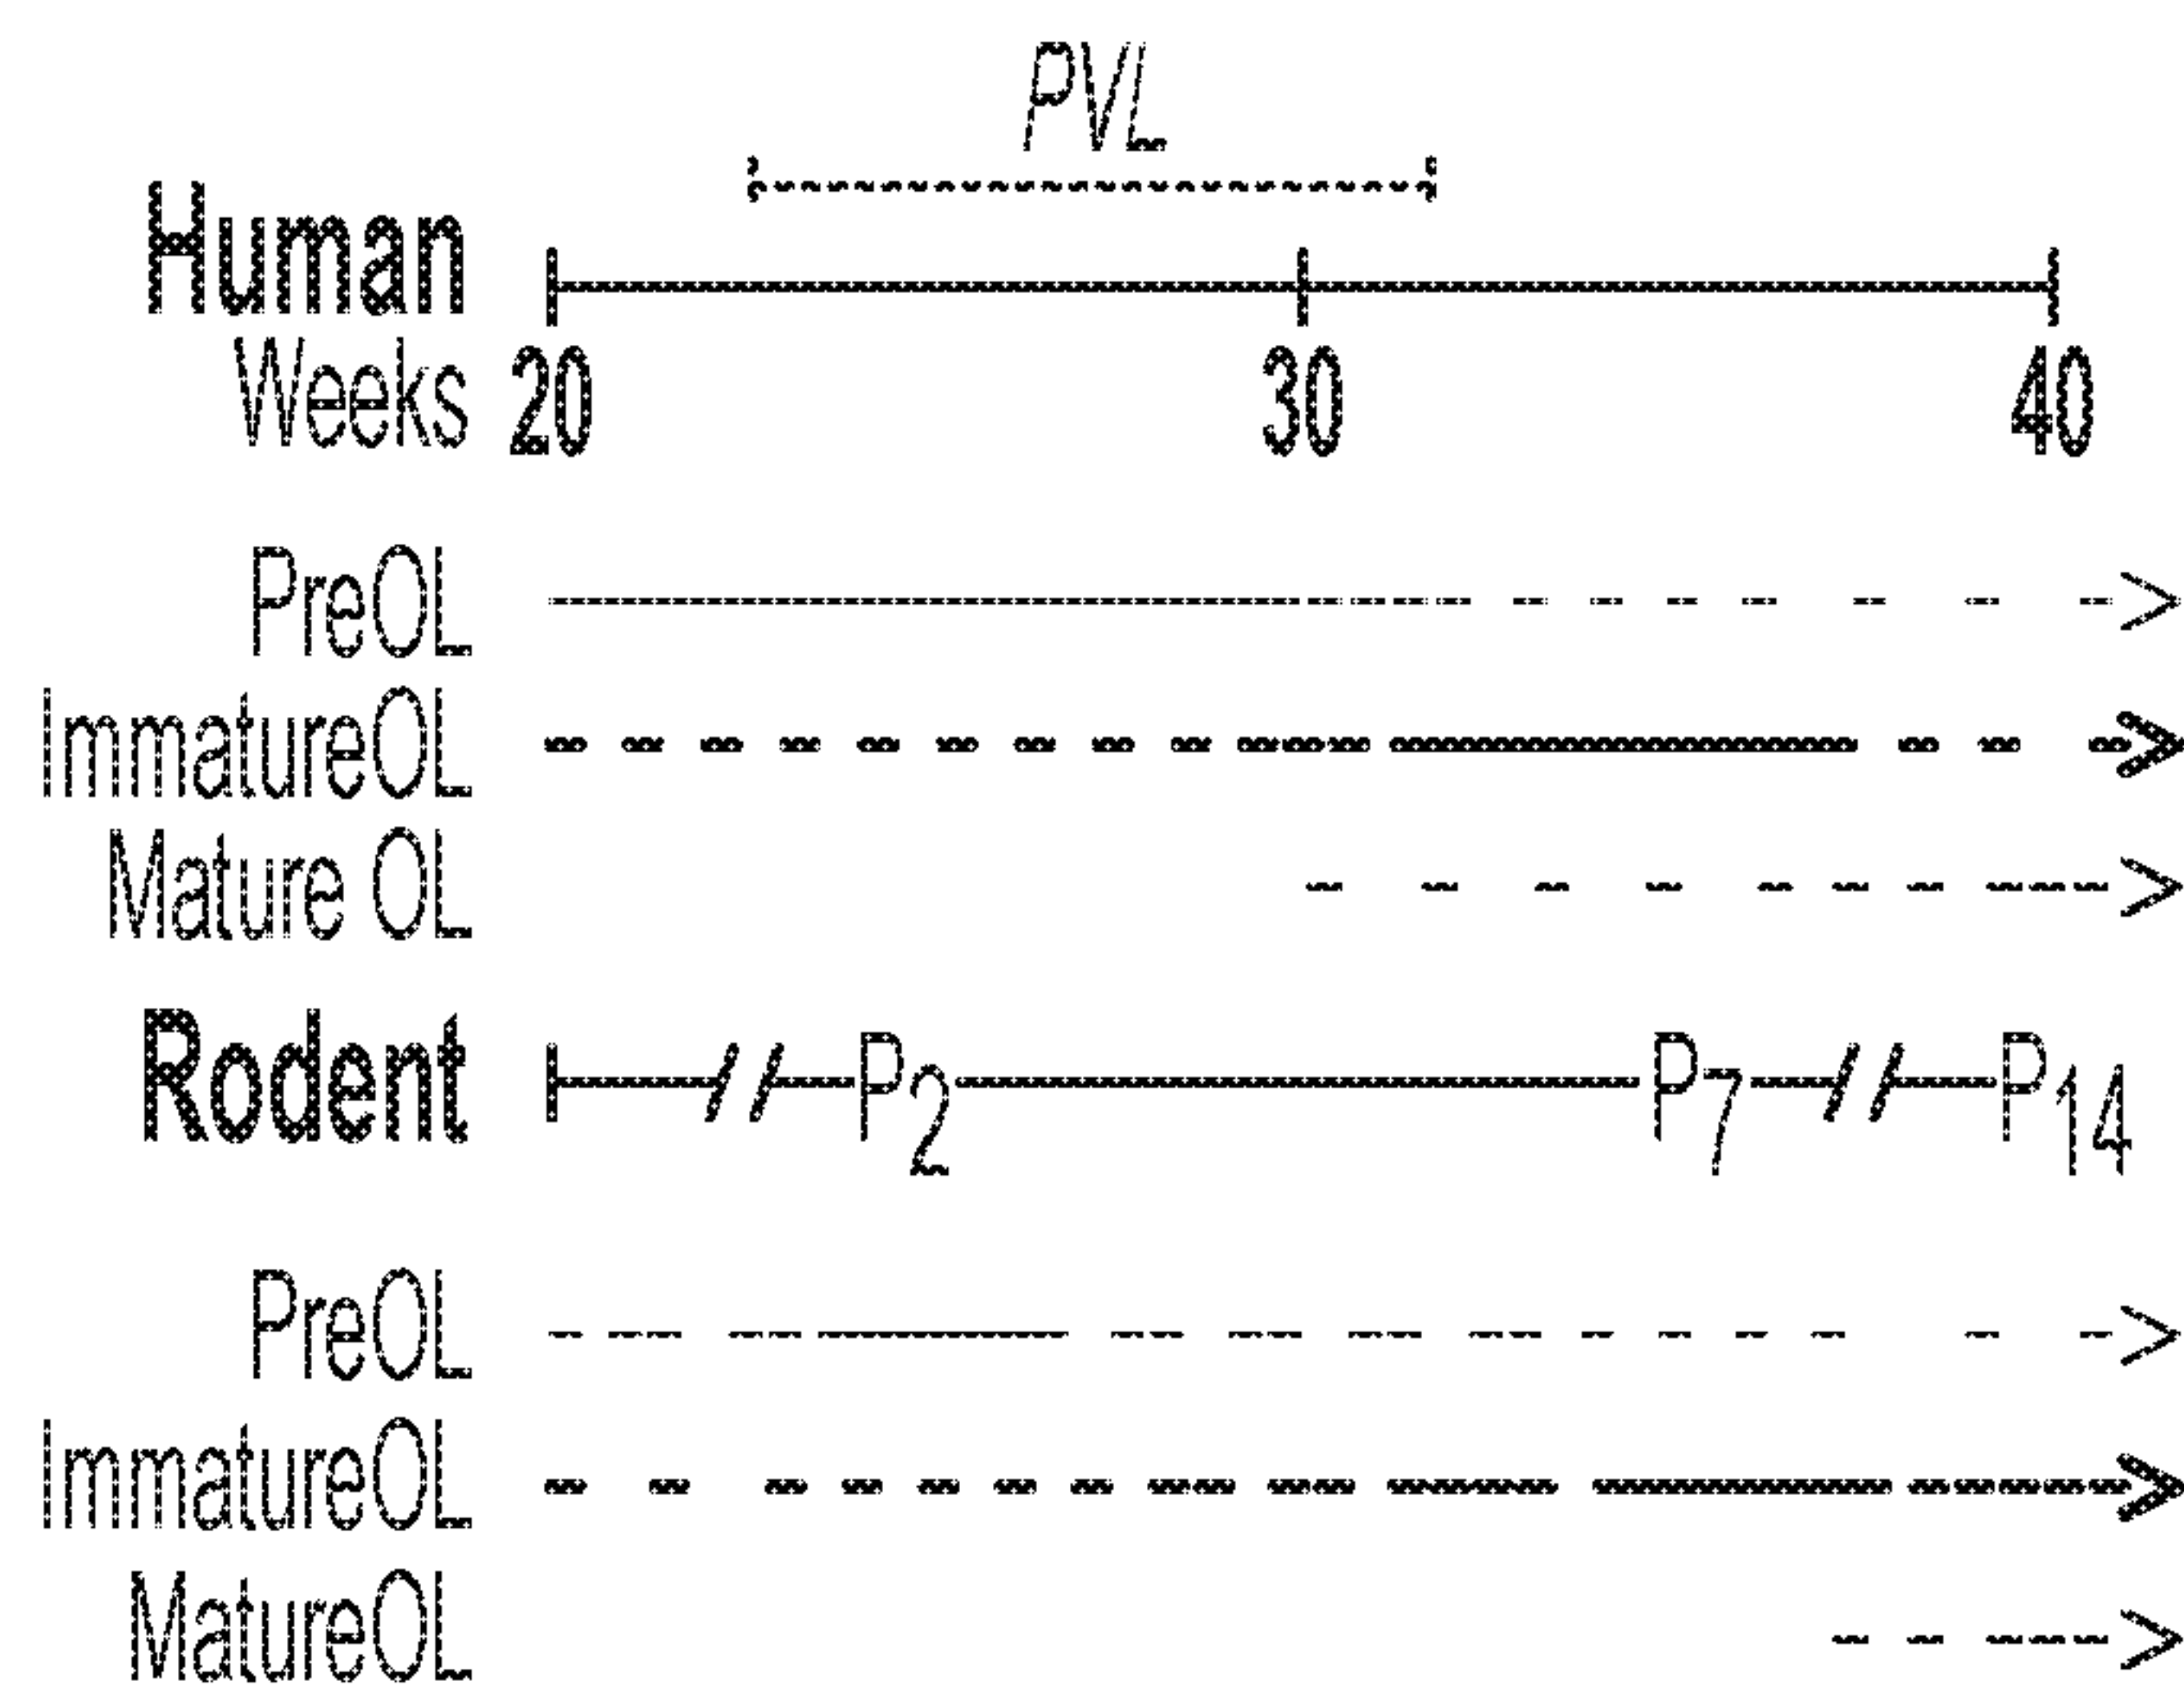 PVL
Human
Weeks 20 30 40
PreOL
ImmatureOL
Mature OL
Rodent P2 P7 P14
PreOL
ImmatureOL
MatureOL